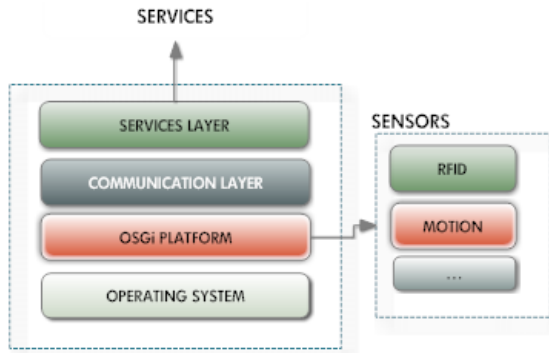 SERVICES
SERVICES LAYER
COMMUNICATION LAYER
OSGi PLATFORM
OPERATING SYSTEM
SENSORS
RFID
MOTION
...